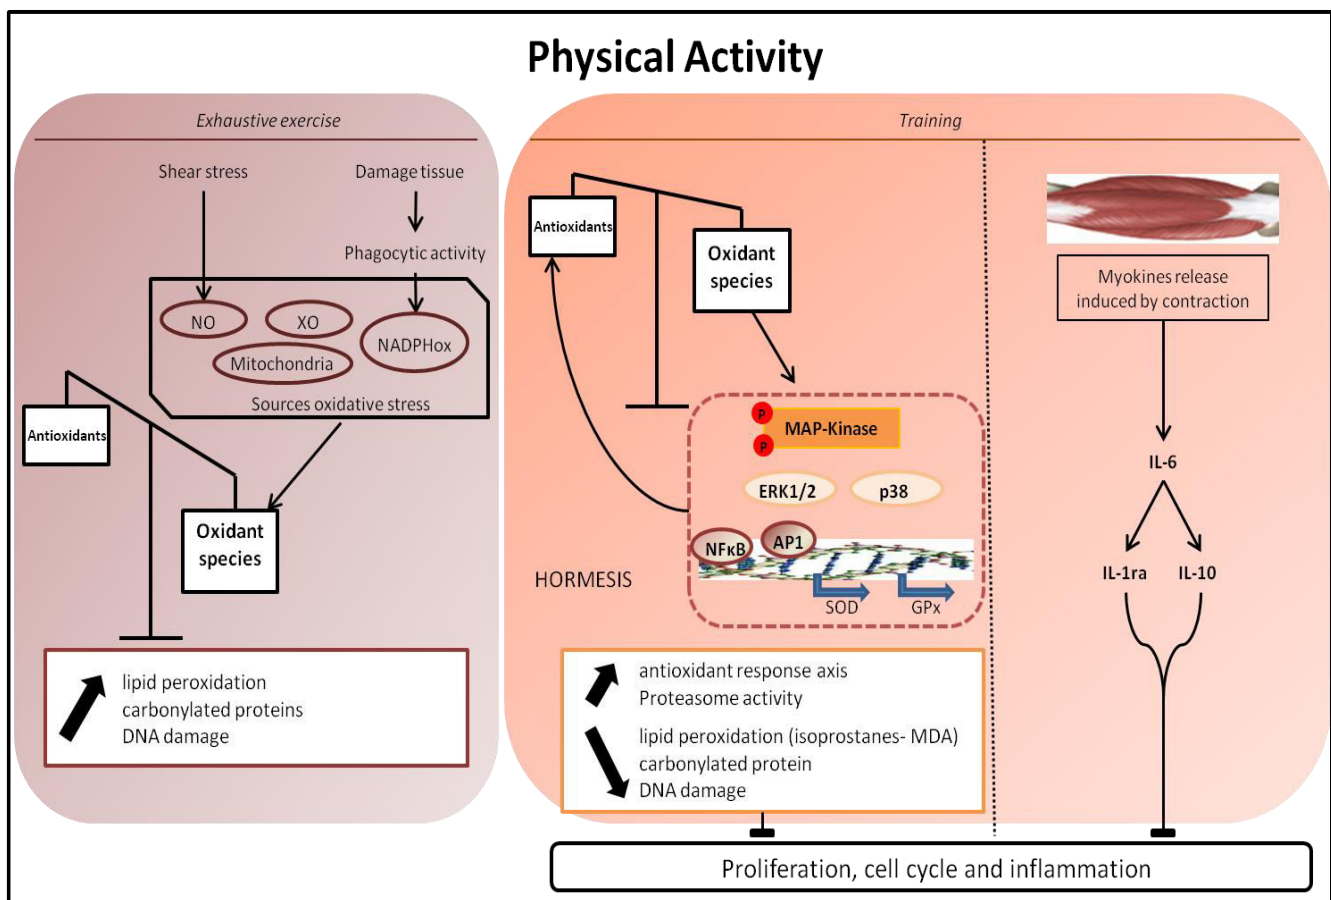 Physical Activity
Exhaustive exercise
Shear stress
Damage tissue
Phagocytic activity
NO
XO
NADPHox
Mitochondria
Sources oxidative stress
Antioxidants
Oxidant
species
lipid peroxidation
carbonylated proteins
DNA damage
Training
Antioxidants
Oxidant
species
P
MAP-Kinase
P
ERK1/2
p38
NFκB
AP1
SOD
GPx
HORMESIS
antioxidant response axis
Proteasome activity
lipid peroxidation (isoprostanes- MDA)
carbonylated protein
DNA damage
Myokines release
induced by contraction
IL-6
IL-1ra
IL-10
Proliferation, cell cycle and inflammation